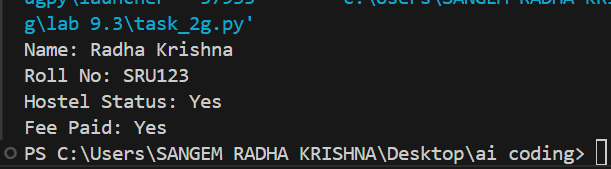 g\lab 9.3\task_2g.py'
Name: Radha Krishna
Roll No: SRU123
Hostel Status: Yes
Fee Paid: Yes
PS C:\Users\SANGEM RADHA KRISHNA\Desktop\ai coding>